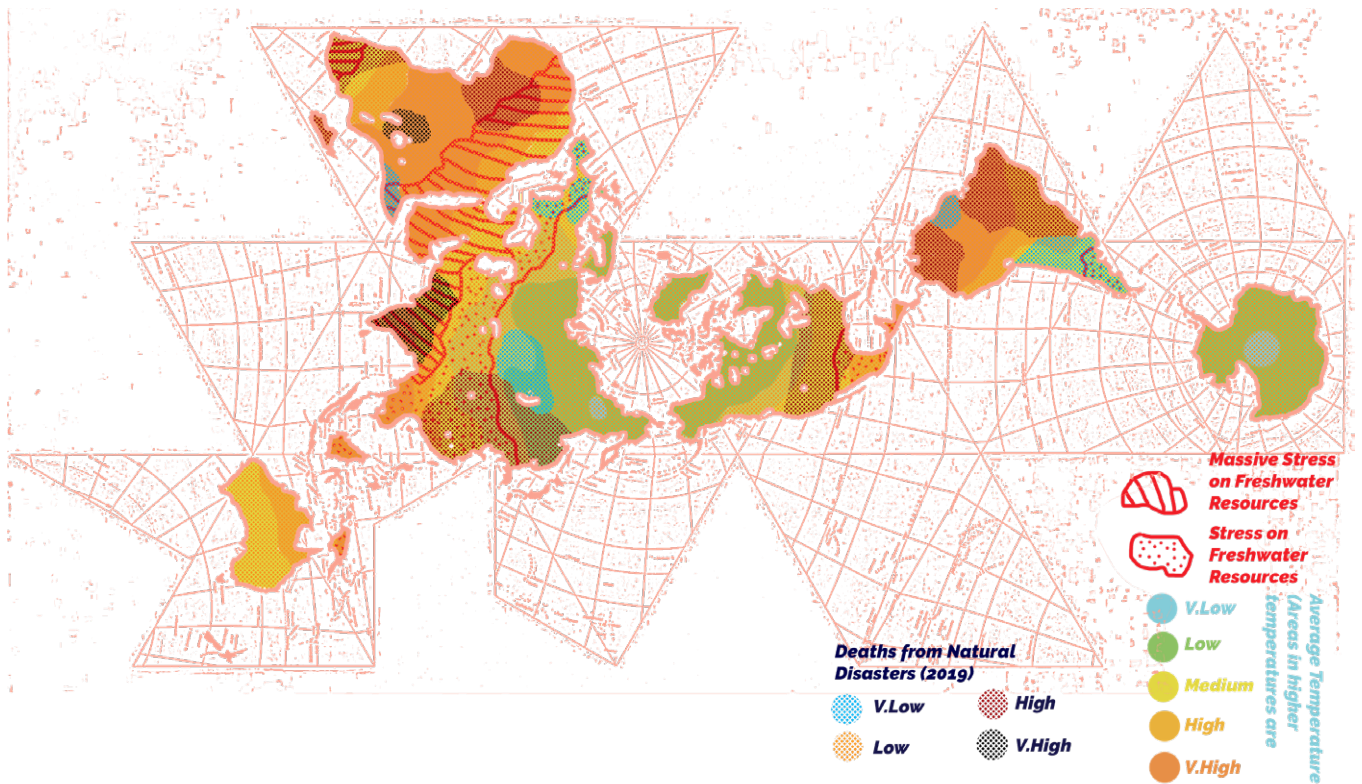 Massive Stress
on Freshwater
Resources
Stress on
Freshwater
Resources
V.Low
Low
Medium
High
V.High
Average Temperature
(Areas in higher
temperatures are
Deaths from Natural
Disasters (2019)
V.Low
High
Low
V.High